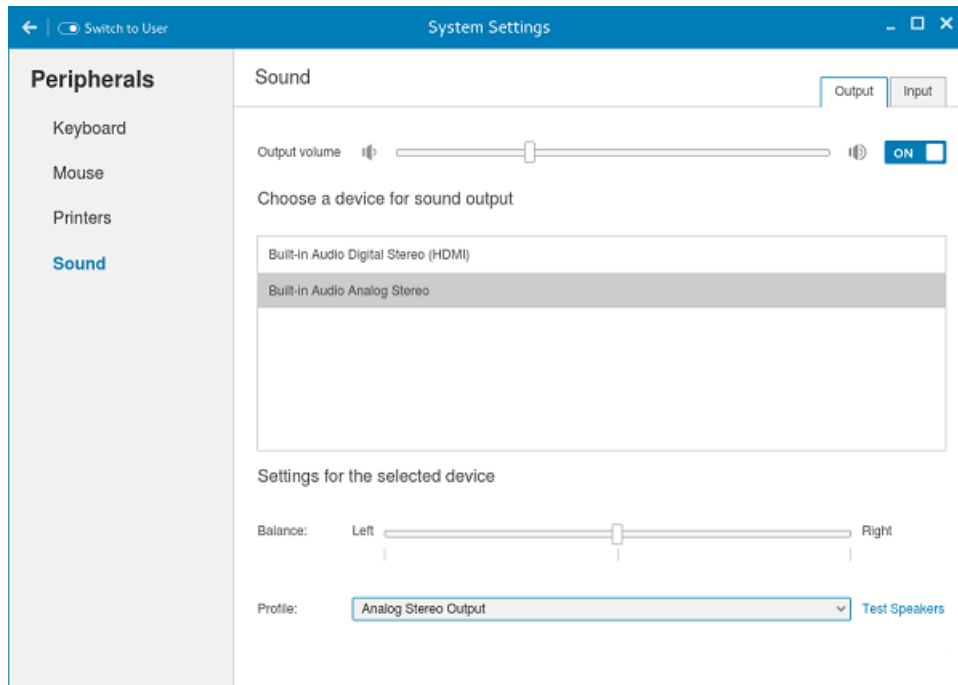 Switch to User
System Settings
Peripherals
Keyboard
Mouse
Printers
Sound
Sound
Output
Input
Output volume
ON
Choose a device for sound output
Built-in Audio Digital Stereo (HDMI)
Built-in Audio Analog Stereo
Settings for the selected device
Balance:
Left
Right
Profile:
Analog Stereo Output
Test Speakers